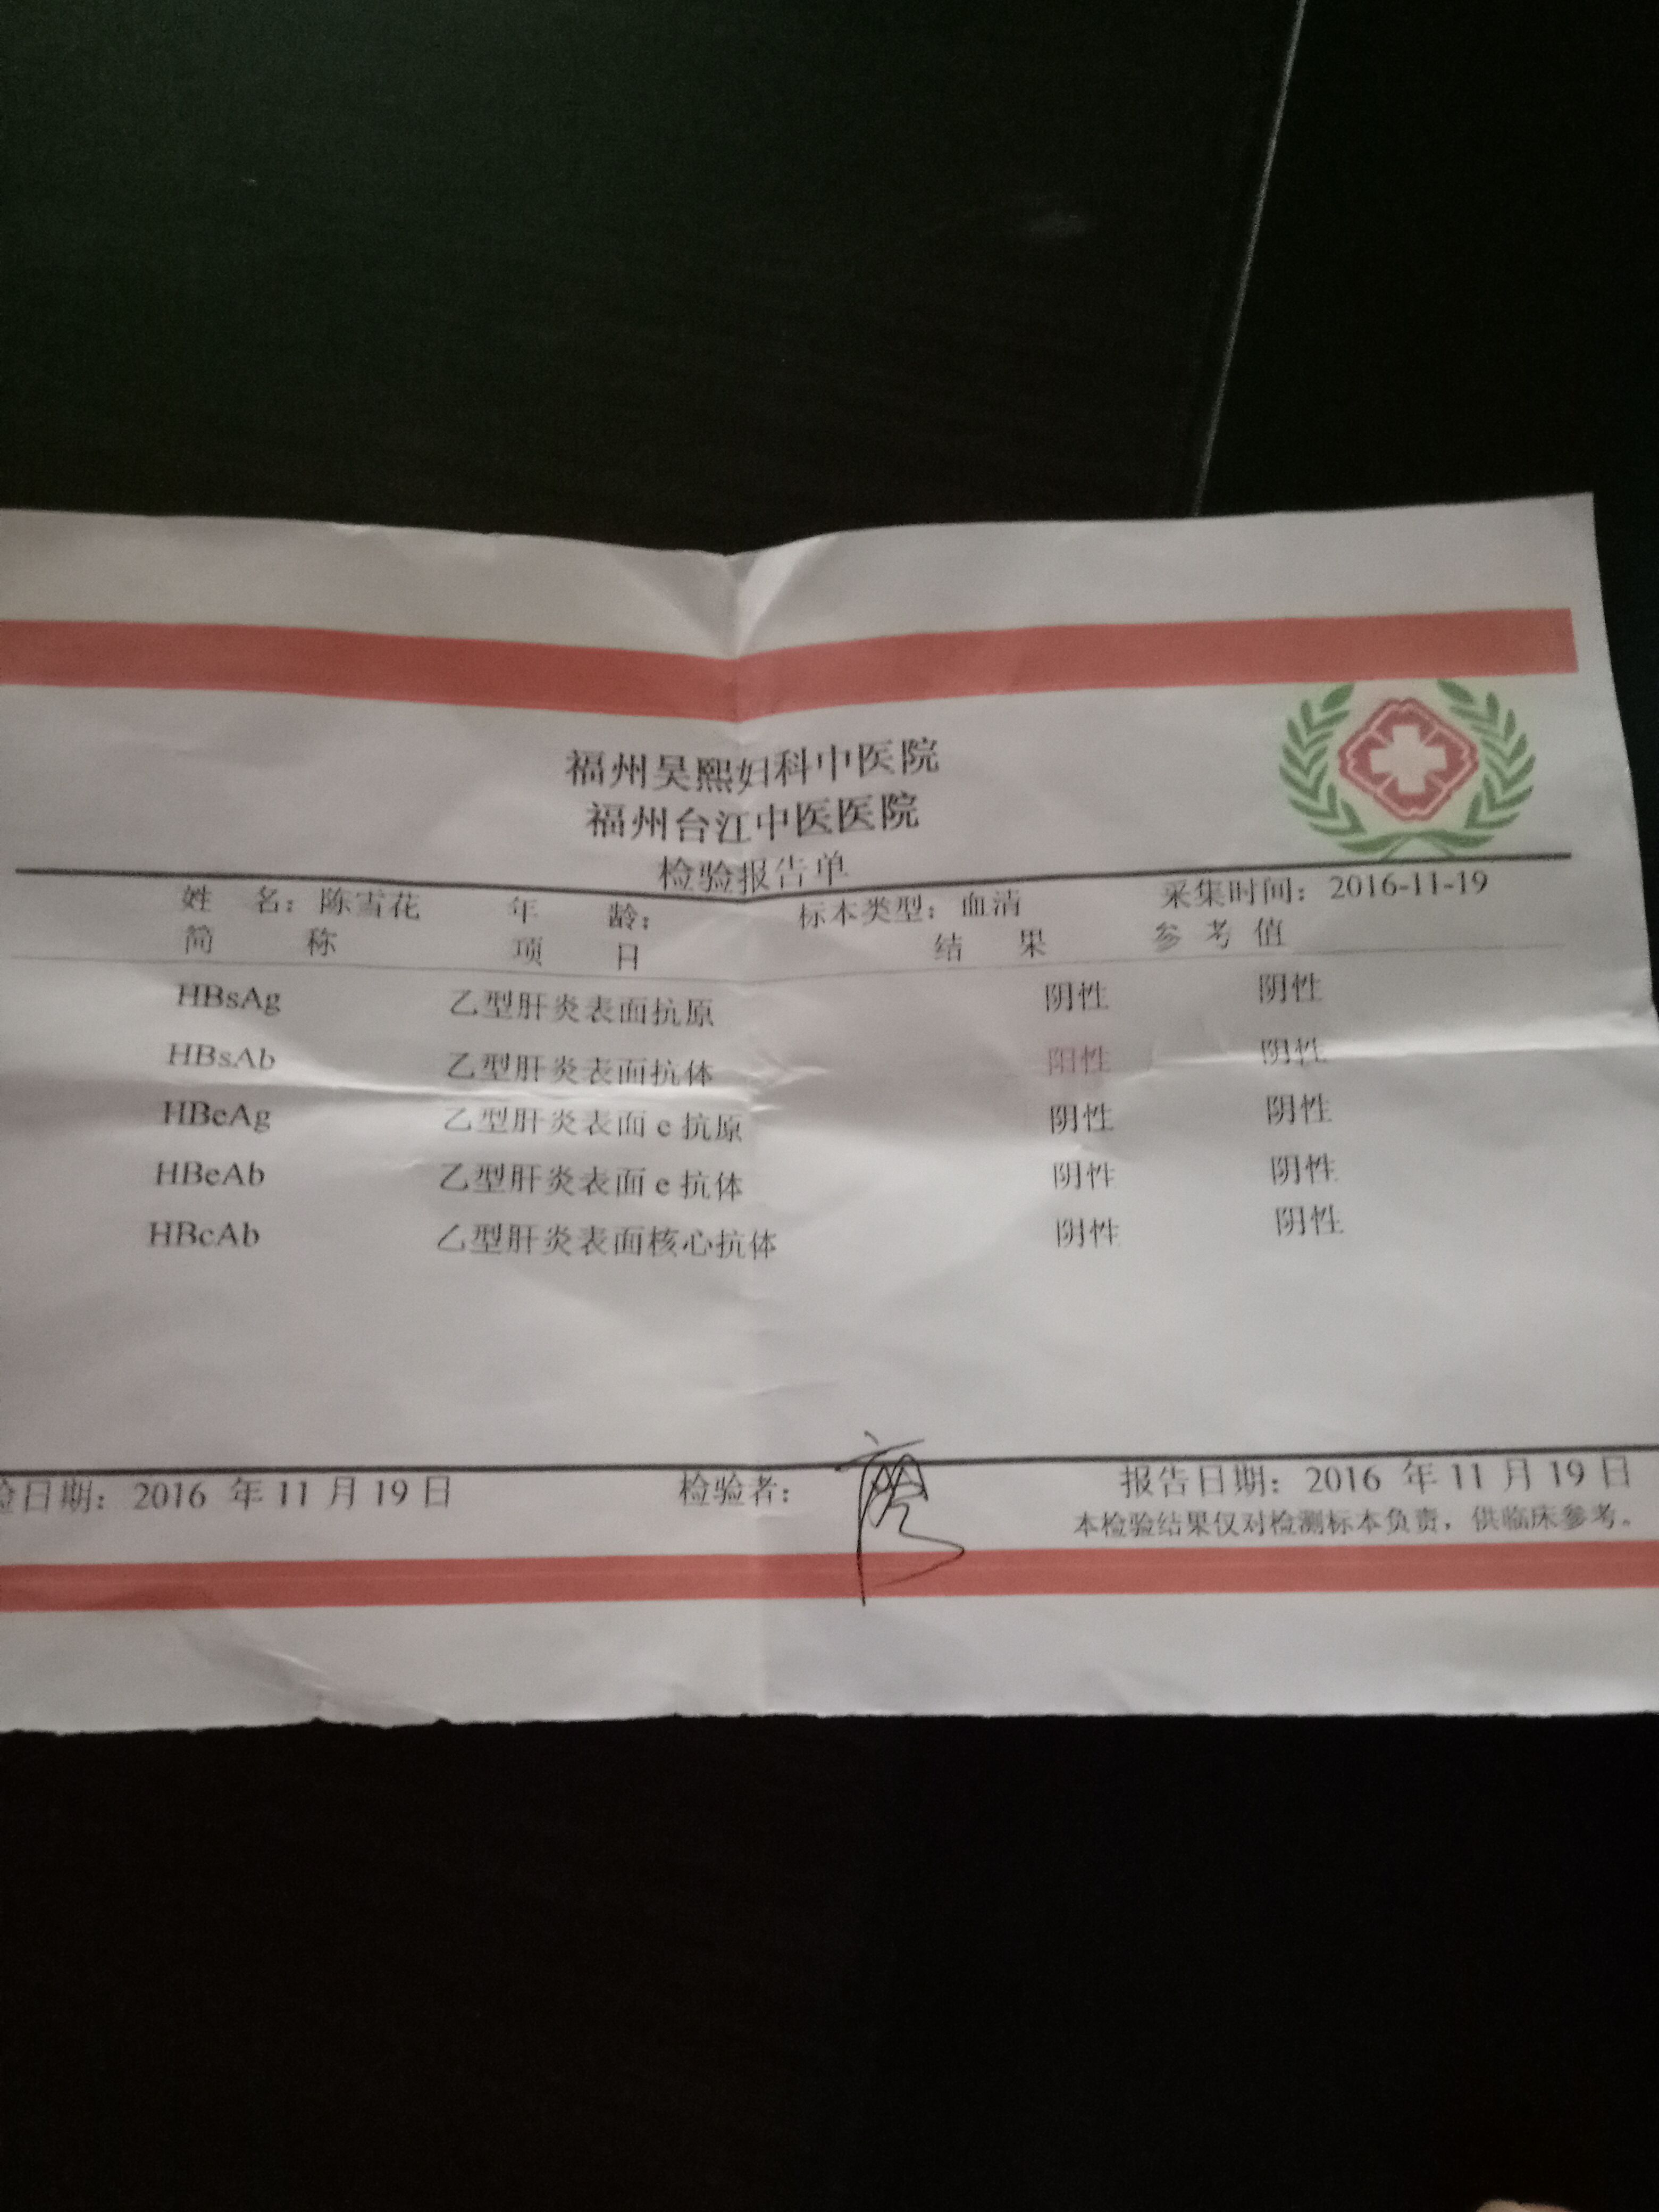 福州吴熙妇科中医院
福州台江中医医院
检验报告单
姓 名：陈雪花 年 龄： 标本类型：血清 采集时间：2016-11-19
简 称 项 目 结 果 参 考 值
HBsAg 乙型肝炎表面抗原 阴性 阴性
HBsAb 乙型肝炎表面抗体 阳性 阴性
HBeAg 乙型肝炎表面 e 抗原 阴性 阴性
HBeAb 乙型肝炎表面 e 抗体 阴性 阴性
HBcAb 乙型肝炎表面核心抗体 阴性 阴性
验日期：2016 年 11 月 19 日 检验者： 报告日期：2016 年 11 月 19 日
本检验结果仅对检测标本负责，供临床参考。